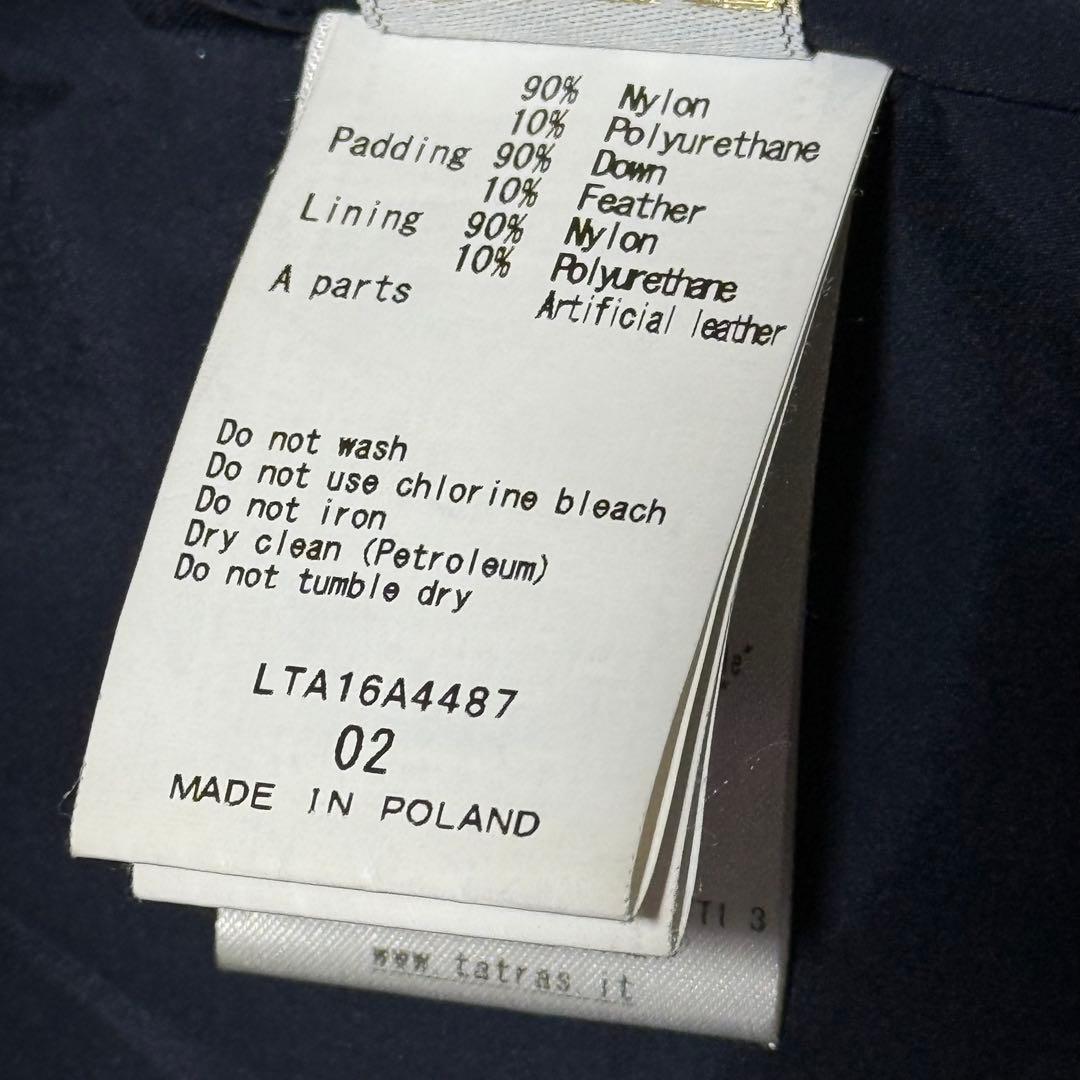 90% Nylon
10% Polyurethane
Padding 90% Down
10% Feather
Lining 90% Nylon
10% Polyurethane
A parts Artificial leather
Do not wash
Do not use chlorine bleach
Do not iron
Dry clean (Petroleum)
Do not tumble dry
LTA16A4487
02
MADE IN POLAND
TI 3
www.tatras.it